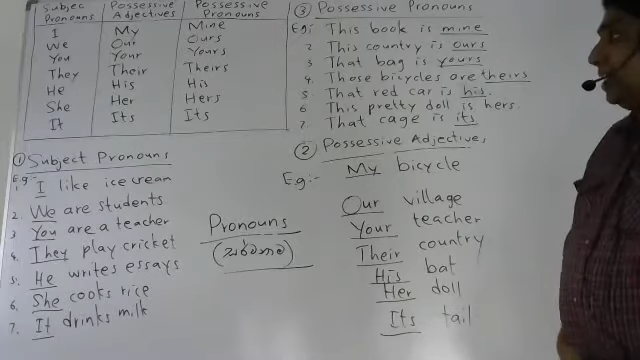 Subjec Possessive Possessive
Pronouns Adjectives Pronouns
I My Mine
We Our Ours
You Your Yours
They Their Theirs
He His His
She Her Hers
It Its Its
① Subject Pronouns
E.g:-
1. I like ice cream
2. We are students
3 You are a teacher
4. They play cricket
5. He writes essays
6. She cooks rice
7. It drinks milk
Pronouns
③ Possessive Pronouns
Eg:- This book is mine
2. This country is ours
3 That bag is yours
4. Those bicycles are theirs
5. That red car is his.
6. This pretty doll is hers.
7. That cage is its
② Possessive Adjectives
Eg:- My bicycle
Our village
Your teacher
Their country
His bat
Her doll
Its tail